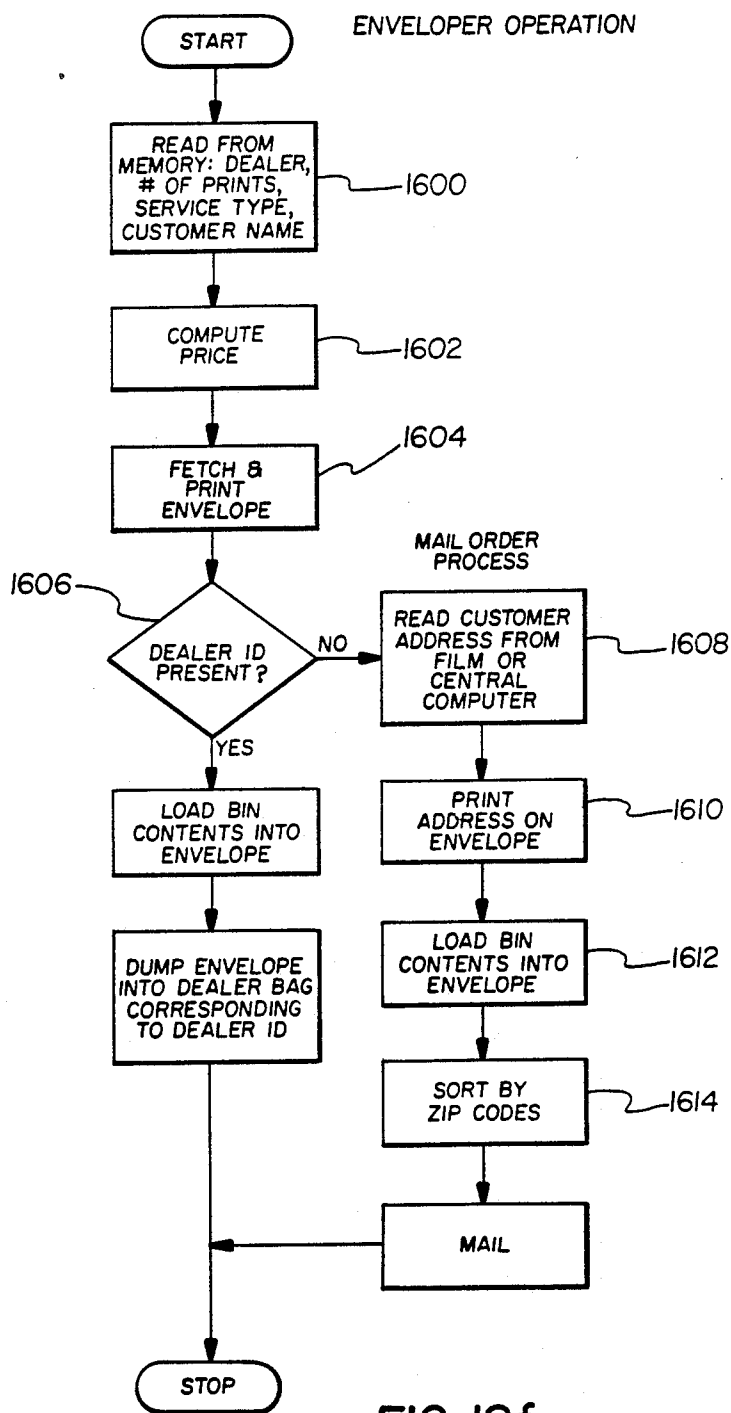 ENVELOPER OPERATION
START
READ FROM
MEMORY: DEALER,
# OF PRINTS,
SERVICE TYPE,
CUSTOMER NAME
1600
COMPUTE
PRICE
1602
FETCH &
PRINT
ENVELOPE
1604
1606
DEALER ID
PRESENT?
NO
YES
LOAD BIN
CONTENTS INTO
ENVELOPE
DUMP ENVELOPE
INTO DEALER BAG
CORRESPONDING
TO DEALER ID
MAIL ORDER
PROCESS
READ CUSTOMER
ADDRESS FROM
FILM OR
CENTRAL
COMPUTER
1608
PRINT
ADDRESS ON
ENVELOPE
1610
LOAD BIN
CONTENTS INTO
ENVELOPE
1612
SORT BY
ZIP CODES
1614
MAIL
STOP